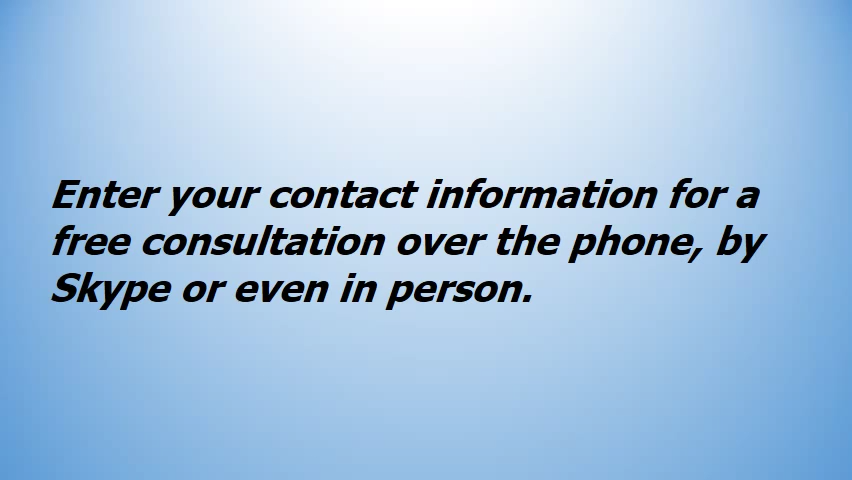 Enter your contact information for a
free consultation over the phone, by
Skype or even in person.